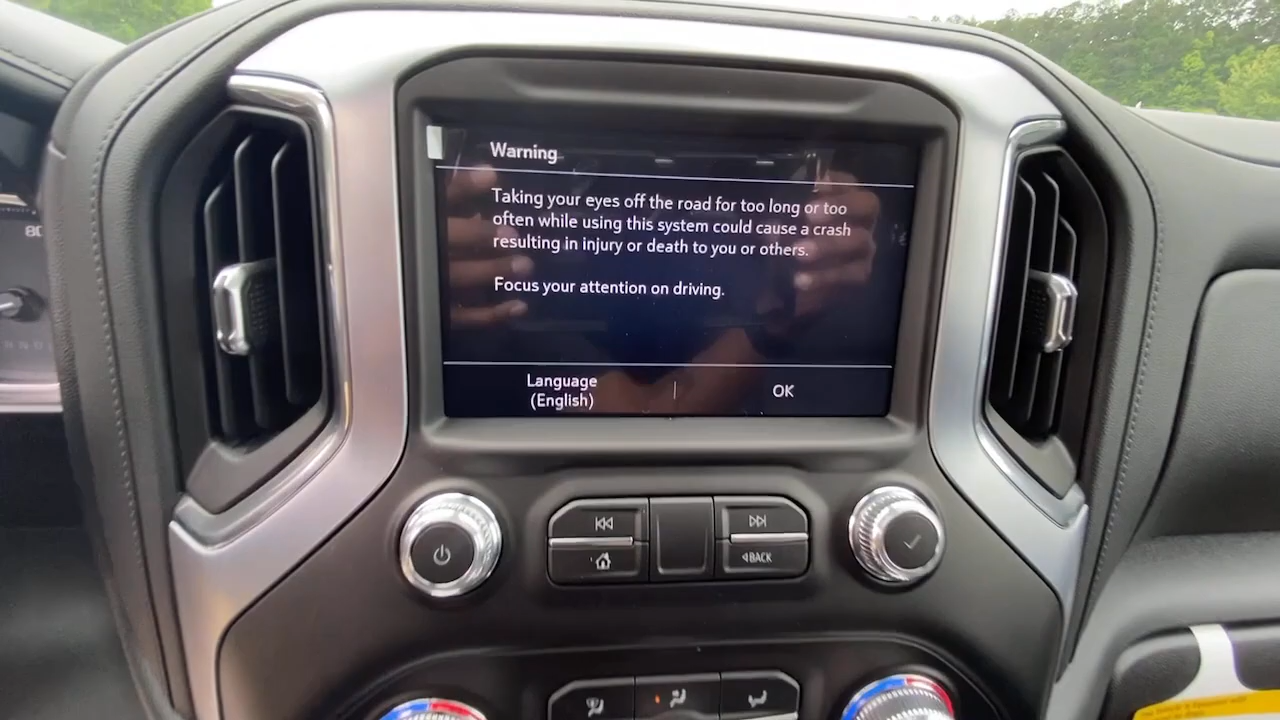 Warning
Taking your eyes off the road for too long or too
often while using this system could cause a crash
resulting in injury or death to you or others.
Focus your attention on driving.
Language
(English)
OK
BACK
80